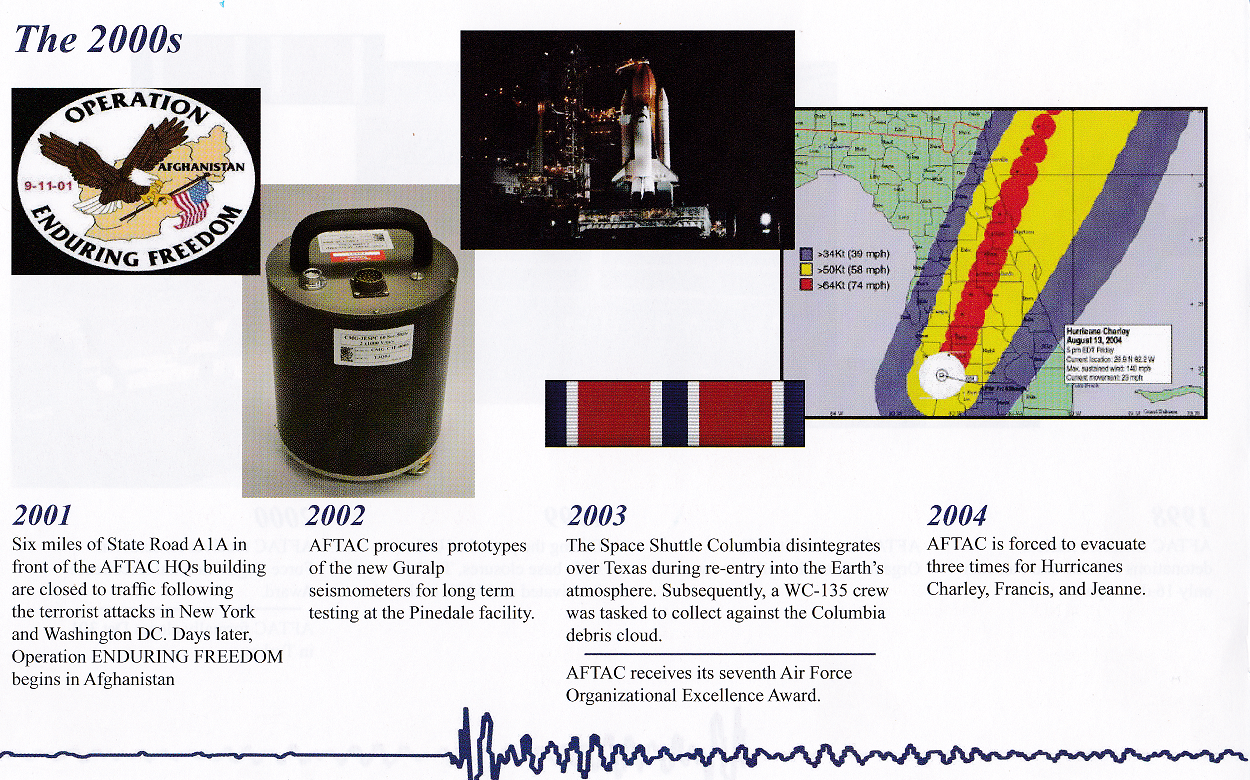 The 2000s
OPERATION
AFGHANISTAN
9-11-01
ENDURING FREEDOM
>34Kt (39 mph)
>50Kt (58 mph)
>64Kt (74 mph)
Hurricane Charley
August 13, 2004
5 pm EDT Friday
Current location: 26.9 N 82.2 W
Max. sustained wind: 140 mph
Current movement: 23 mph
2001
Six miles of State Road A1A in
front of the AFTAC HQs building
are closed to traffic following
the terrorist attacks in New York
and Washington DC. Days later,
Operation ENDURING FREEDOM
begins in Afghanistan
2002
AFTAC procures prototypes
of the new Guralp
seismometers for long term
testing at the Pinedale facility.
2003
The Space Shuttle Columbia disintegrates
over Texas during re-entry into the Earth's
atmosphere. Subsequently, a WC-135 crew
was tasked to collect against the Columbia
debris cloud.
AFTAC receives its seventh Air Force
Organizational Excellence Award.
2004
AFTAC is forced to evacuate
three times for Hurricanes
Charley, Francis, and Jeanne.